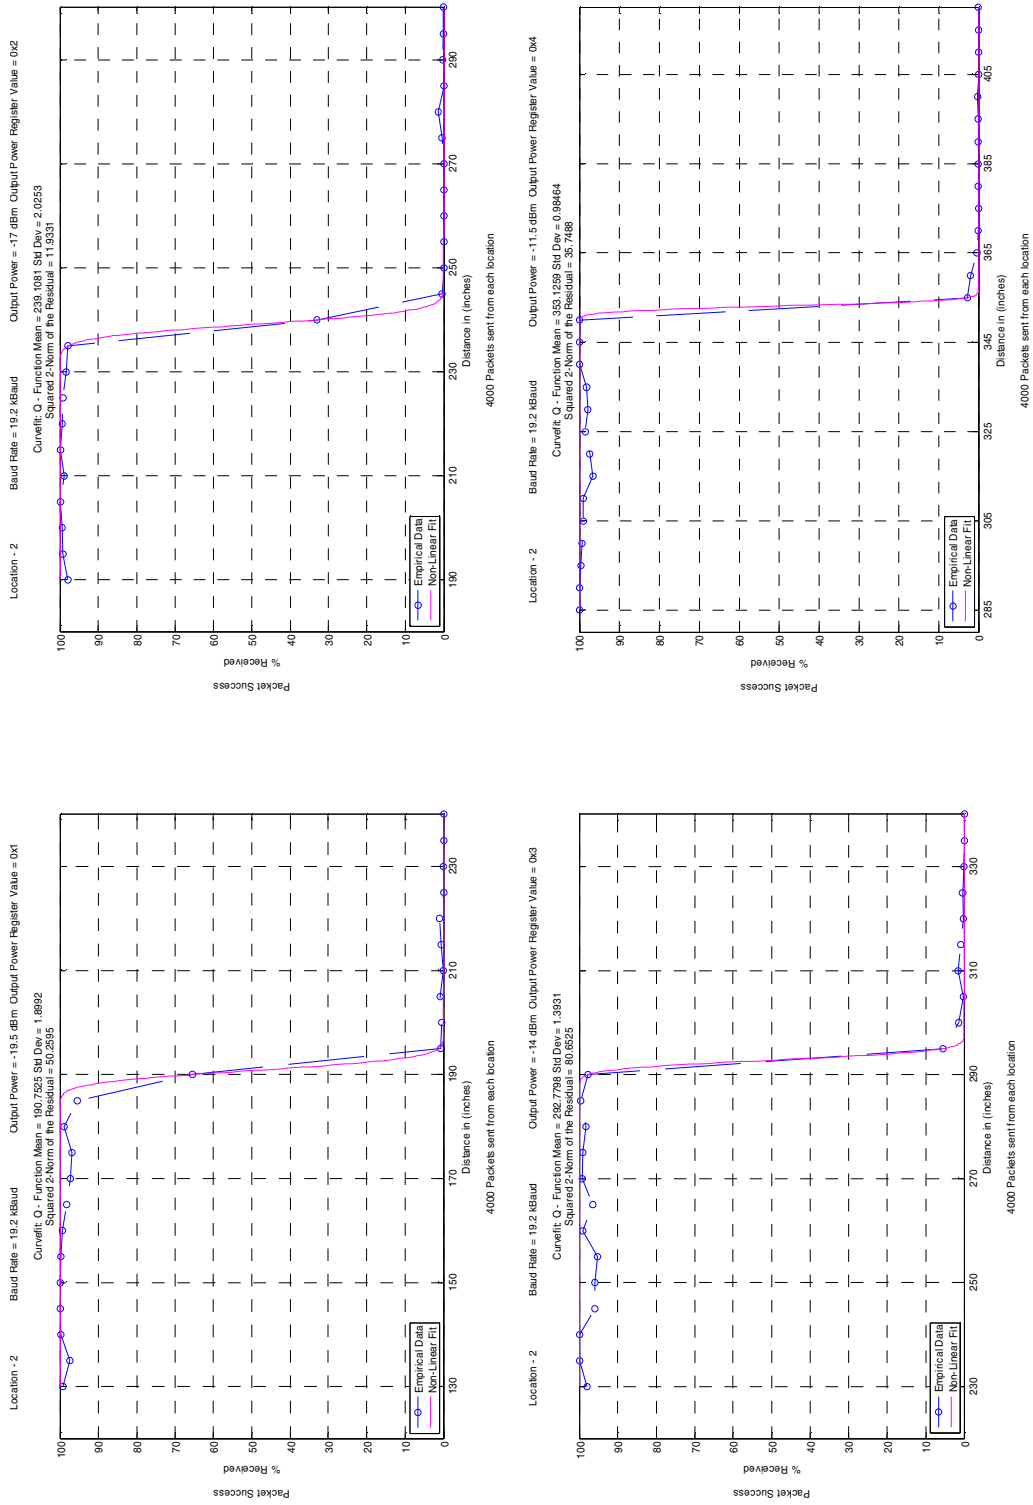 Location - 2 Baud Rate = 19.2 kBaud Output Power = -19.5 dBm Output Power Register Value = 0x1
Curvefit: Q - Function Mean = 190.7525 Std Dev = 1.8992
Squared 2-Norm of the Residual = 50.2595
Packet Success
% Received
100
90
80
70
60
50
40
30
20
10
0
Empirical Data
Non-Linear Fit
130 150 170 190 210 230
Distance in (inches)
4000 Packets sent from each location
Location - 2 Baud Rate = 19.2 kBaud Output Power = -17 dBm Output Power Register Value = 0x2
Curvefit: Q - Function Mean = 239.1081 Std Dev = 2.0253
Squared 2-Norm of the Residual = 11.9331
Packet Success
% Received
100
90
80
70
60
50
40
30
20
10
0
Empirical Data
Non-Linear Fit
190 210 230 250 270 290
Distance in (inches)
4000 Packets sent from each location
Location - 2 Baud Rate = 19.2 kBaud Output Power = -14 dBm Output Power Register Value = 0x3
Curvefit: Q - Function Mean = 292.7798 Std Dev = 1.3931
Squared 2-Norm of the Residual = 80.6525
Packet Success
% Received
100
90
80
70
60
50
40
30
20
10
0
Empirical Data
Non-Linear Fit
230 250 270 290 310 330
Distance in (inches)
4000 Packets sent from each location
Location - 2 Baud Rate = 19.2 kBaud Output Power = -11.5 dBm Output Power Register Value = 0x4
Curvefit: Q - Function Mean = 353.1259 Std Dev = 0.98464
Squared 2-Norm of the Residual = 35.7488
Packet Success
% Received
100
90
80
70
60
50
40
30
20
10
0
Empirical Data
Non-Linear Fit
285 305 325 345 365 385 405
Distance in (inches)
4000 Packets sent from each location